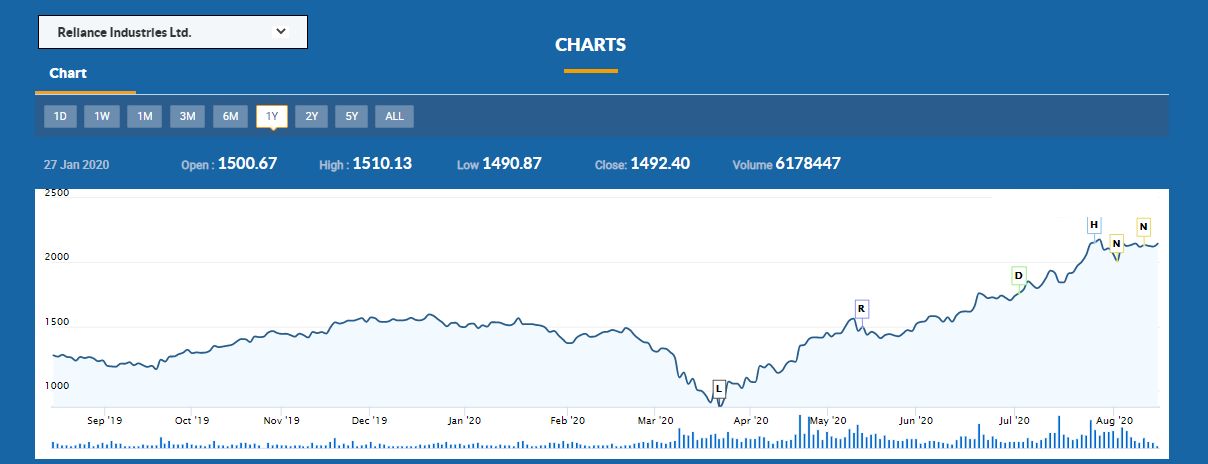 Reliance Industries Ltd.
CHARTS
Chart
1D 1W 1M 3M 6M 1Y 2Y 5Y ALL
27 Jan 2020 Open : 1500.67 High : 1510.13 Low 1490.87 Close: 1492.40 Volume 6178447
2500
H N
2000 N
D
R
1500
1000 L
Sep '19 Oct '19 Nov '19 Dec '19 Jan '20 Feb '20 Mar '20 Apr '20 May '20 Jun '20 Jul '20 Aug '20